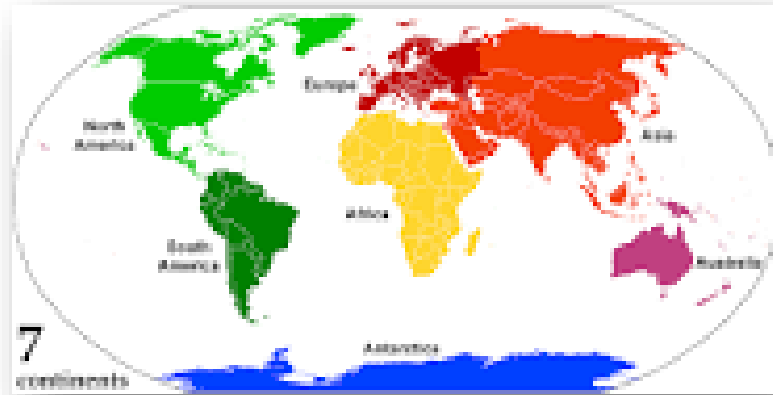 Europe
North
America
Asia
Africa
South
America
Australia
Antarctica
7
continents